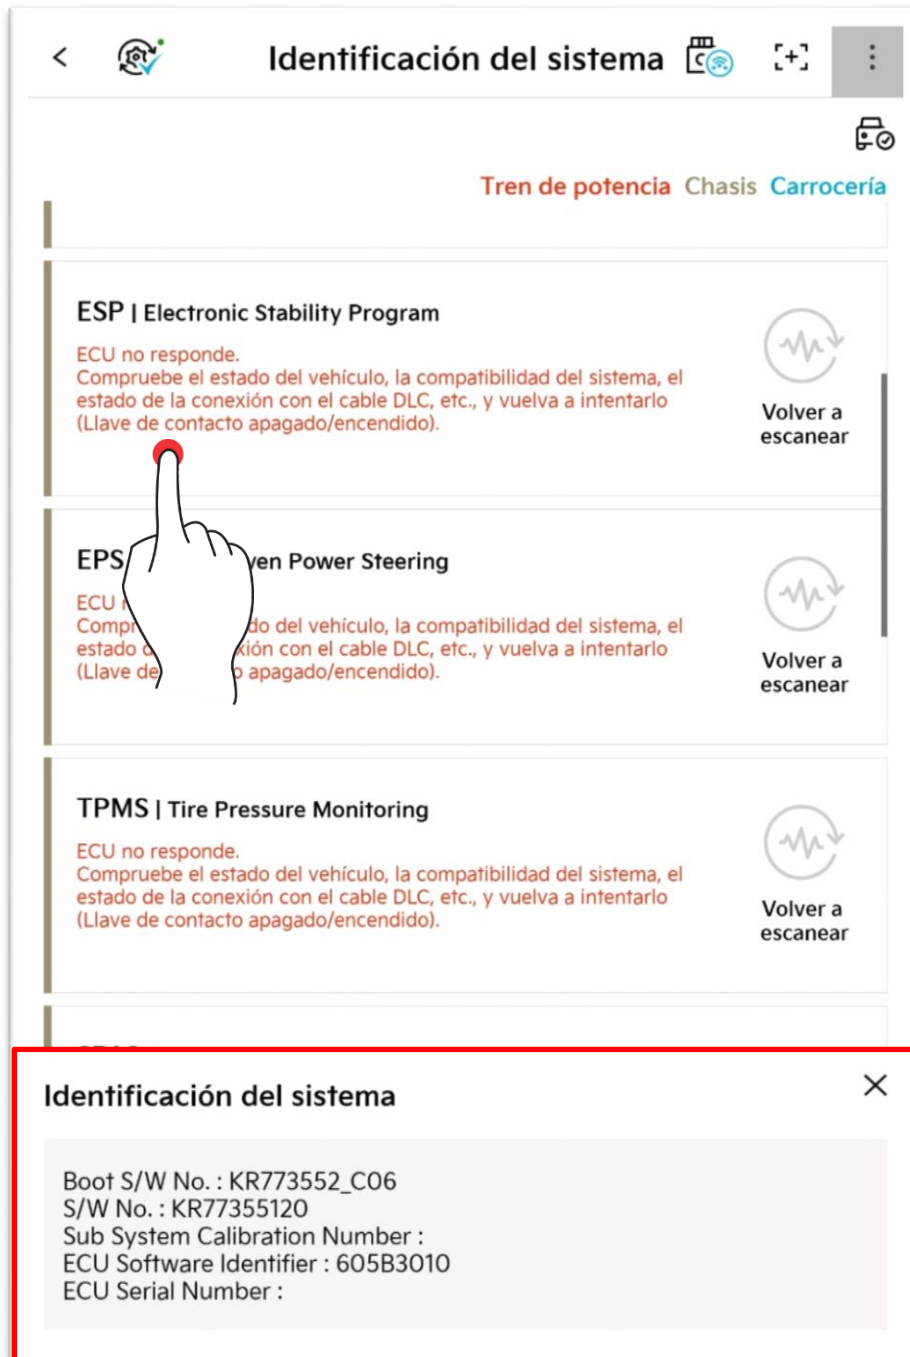 Identificación del sistema
Tren de potencia Chasis Carrocería
ESP | Electronic Stability Program
ECU no responde.
Compruebe el estado del vehículo, la compatibilidad del sistema, el
estado de la conexión con el cable DLC, etc., y vuelva a intentarlo
(Llave de contacto apagado/encendido).
Volver a
escanear
EPS Power Steering
ECU
do del vehículo, la compatibilidad del sistema, el
estado con el cable DLC, etc., y vuelva a intentarlo
(Llave de apagado/encendido).
Volver a
escanear
TPMS | Tire Pressure Monitoring
ECU no responde.
Compruebe el estado del vehículo, la compatibilidad del sistema, el
estado de la conexión con el cable DLC, etc., y vuelva a intentarlo
(Llave de contacto apagado/encendido).
Volver a
escanear
Identificación del sistema
Boot S/W No. : KR773552_C06
S/W No. : KR77355120
Sub System Calibration Number :
ECU Software Identifier : 605B3010
ECU Serial Number :